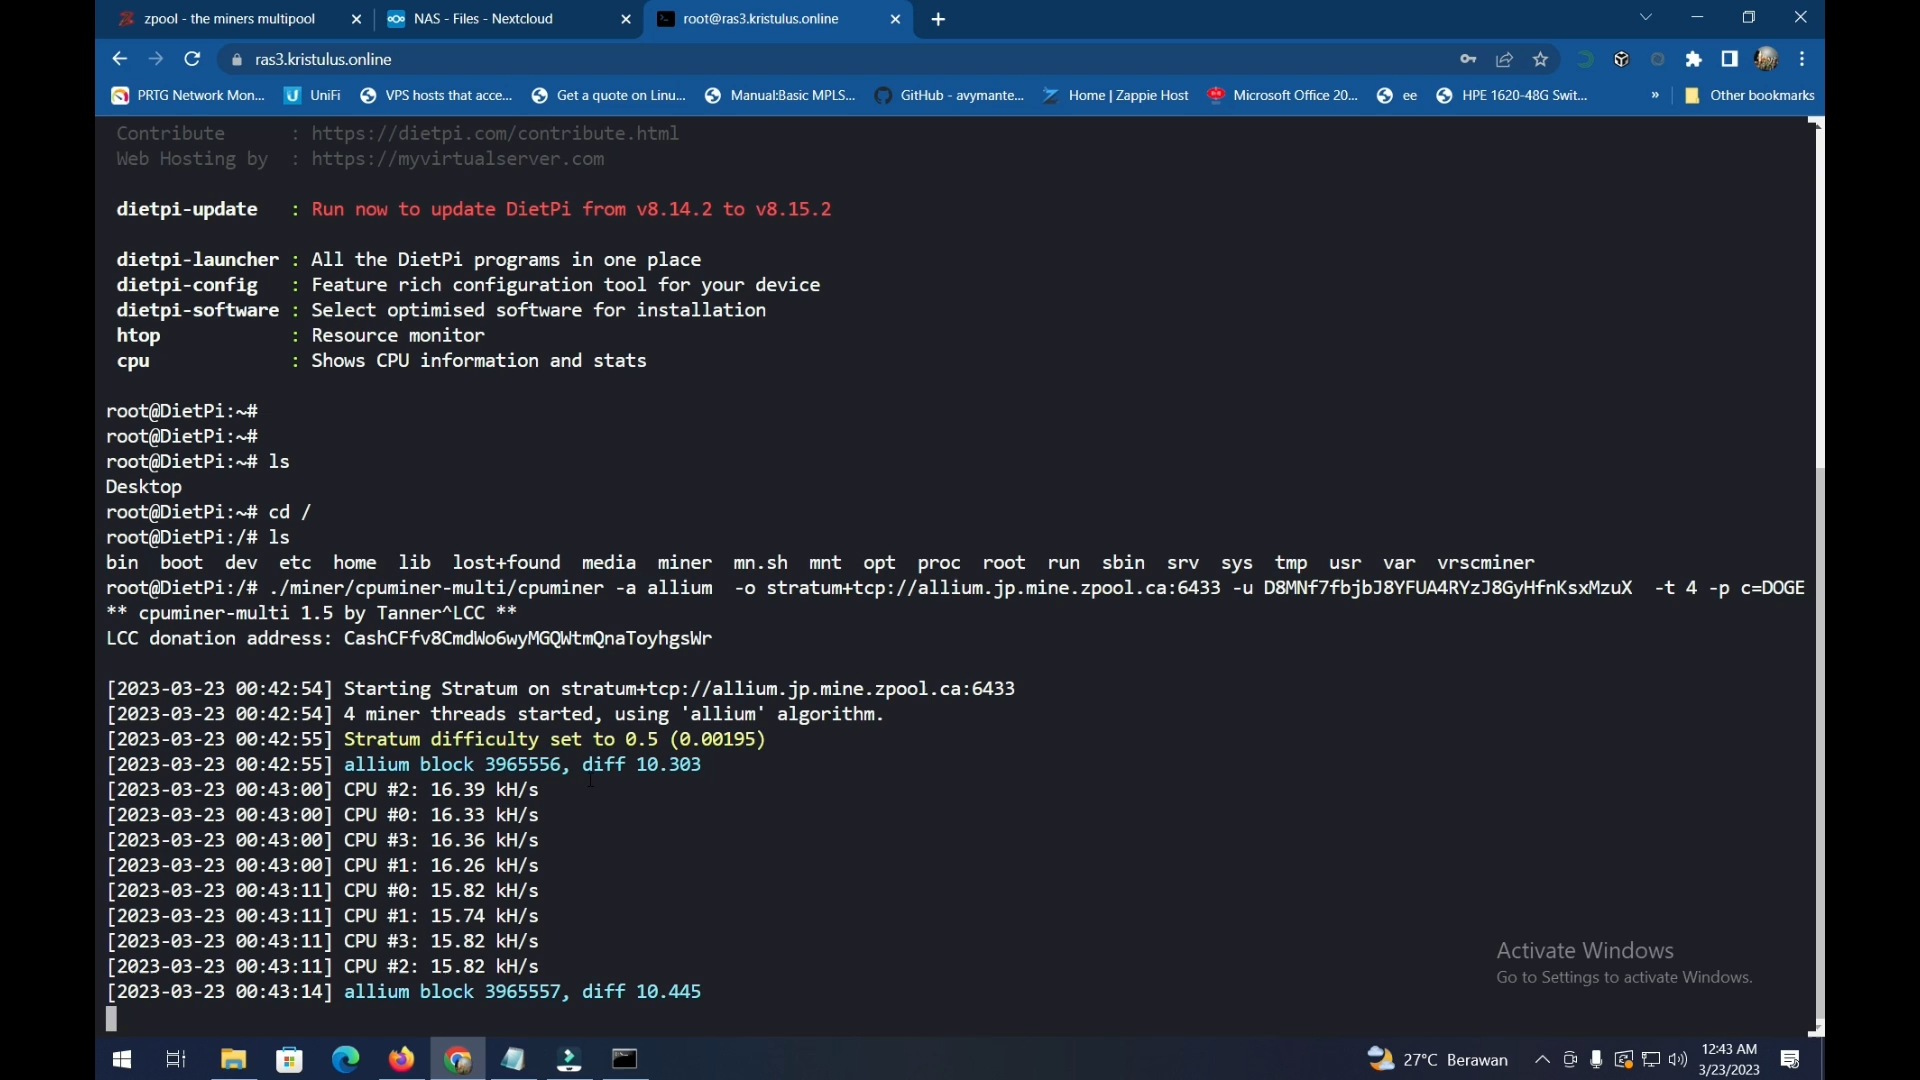 zpool - the miners multipool
NAS - Files - Nextcloud
root@ras3.kristulus.online
ras3.kristulus.online
PRTG Network Mon... UniFi VPS hosts that acce... Get a quote on Linu... Manual:Basic MPLS... GitHub - avymante... Home | Zappie Host Microsoft Office 20... ee HPE 1620-48G Swit... » Other bookmarks
Contribute : https://dietpi.com/contribute.html
Web Hosting by : https://myvirtualserver.com
dietpi-update : Run now to update DietPi from v8.14.2 to v8.15.2
dietpi-launcher : All the DietPi programs in one place
dietpi-config : Feature rich configuration tool for your device
dietpi-software : Select optimised software for installation
htop : Resource monitor
cpu : Shows CPU information and stats
root@DietPi:~#
root@DietPi:~#
root@DietPi:~# ls
Desktop
root@DietPi:~# cd /
root@DietPi:/# ls
bin boot dev etc home lib lost+found media miner mn.sh mnt opt proc root run sbin srv sys tmp usr var vrscminer
root@DietPi:/# ./miner/cpuminer-multi/cpuminer -a allium -o stratum+tcp://allium.jp.mine.zpool.ca:6433 -u D8MNf7fbjbJ8YFUA4RYzJ8GyHfnKsxMzuX -t 4 -p c=DOGE
** cpuminer-multi 1.5 by Tanner^LCC **
LCC donation address: CashCFfv8CmdWo6wyMGQWtmQnaToyhgsWr
[2023-03-23 00:42:54] Starting Stratum on stratum+tcp://allium.jp.mine.zpool.ca:6433
[2023-03-23 00:42:54] 4 miner threads started, using 'allium' algorithm.
[2023-03-23 00:42:55] Stratum difficulty set to 0.5 (0.00195)
[2023-03-23 00:42:55] allium block 3965556, diff 10.303
[2023-03-23 00:43:00] CPU #2: 16.39 kH/s
[2023-03-23 00:43:00] CPU #0: 16.33 kH/s
[2023-03-23 00:43:00] CPU #3: 16.36 kH/s
[2023-03-23 00:43:00] CPU #1: 16.26 kH/s
[2023-03-23 00:43:11] CPU #0: 15.82 kH/s
[2023-03-23 00:43:11] CPU #1: 15.74 kH/s
[2023-03-23 00:43:11] CPU #3: 15.82 kH/s
[2023-03-23 00:43:11] CPU #2: 15.82 kH/s
[2023-03-23 00:43:14] allium block 3965557, diff 10.445
Activate Windows
Go to Settings to activate Windows.
27°C Berawan
12:43 AM
3/23/2023